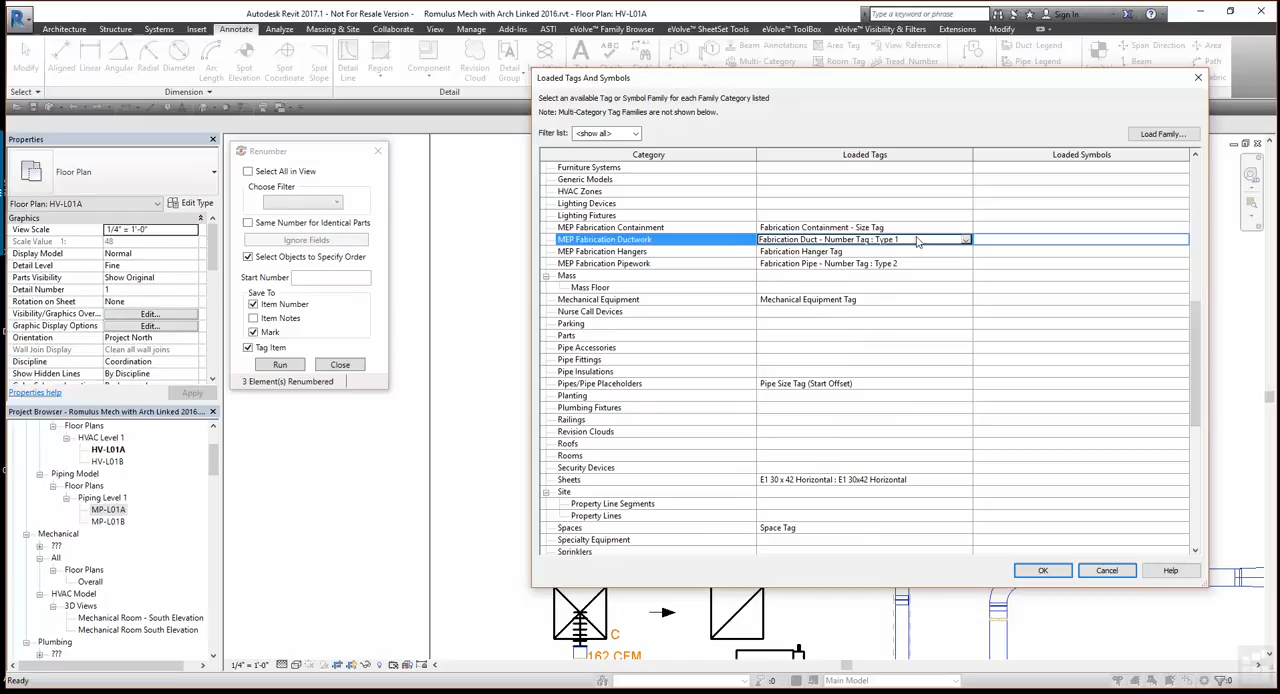 Autodesk Revit 2017.1 - Not For Resale Version - Romulus Mech with Arch Linked 2016.rvt - Floor Plan: HV-L01A
Type a keyword or phrase
Sign In
Architecture Structure Systems Insert Annotate Analyze Massing & Site Collaborate View Manage Add-Ins ASTI eVolve™ Family Browser eVolve™ SheetSet Tools eVolve™ ToolBox eVolve™ Visibility & Filters Extensions Modify
Modify Aligned Linear Angular Radial Diameter Arc Length Spot Elevation Spot Coordinate Spot Slope Detail Line Region Component Revision Cloud Detail Group
Beam Annotations Area Tag View Reference
Multi-Category Room Tag Tread Number
Duct Legend
Pipe Legend
Span Direction Area
Beam Path
Select Dimension Detail
Properties
Floor Plan
Floor Plan: HV-L01A Edit Type
Graphics
View Scale 1/4" = 1'-0"
Scale Value 1: 48
Display Model Normal
Detail Level Fine
Parts Visibility Show Original
Detail Number 1
Rotation on Sheet None
Visibility/Graphics Over... Edit...
Graphic Display Options Edit...
Orientation Project North
Wall Join Display Clean all wall joins
Discipline Coordination
Show Hidden Lines By Discipline
Properties help Apply
Project Browser - Romulus Mech with Arch Linked 2016....
Floor Plans
HVAC Level 1
HV-L01A
HV-L01B
Piping Model
Floor Plans
Piping Level 1
MP-L01A
MP-L01B
Mechanical
???
All
Floor Plans
Overall
HVAC Model
3D Views
Mechanical Room - South Elevation
Mechanical Room South Elevation
Plumbing
???
Renumber
Select All in View
Choose Filter
Same Number for Identical Parts
Ignore Fields
Select Objects to Specify Order
Start Number
Save To
Item Number
Item Notes
Mark
Tag Item
Run Close
3 Element(s) Renumbered
Loaded Tags And Symbols
Select an available Tag or Symbol Family for each Family Category listed
Note: Multi-Category Tag Families are not shown below.
Filter list: <show all> Load Family...
Category Loaded Tags Loaded Symbols
Furniture Systems
Generic Models
HVAC Zones
Lighting Devices
Lighting Fixtures
MEP Fabrication Containment Fabrication Containment - Size Tag
MEP Fabrication Ductwork Fabrication Duct - Number Tag : Type 1
MEP Fabrication Hangers Fabrication Hanger Tag
MEP Fabrication Pipework Fabrication Pipe - Number Tag : Type 2
Mass
Mass Floor
Mechanical Equipment Mechanical Equipment Tag
Nurse Call Devices
Parking
Parts
Pipe Accessories
Pipe Fittings
Pipe Insulations
Pipes/Pipe Placeholders Pipe Size Tag (Start Offset)
Planting
Plumbing Fixtures
Railings
Revision Clouds
Roofs
Rooms
Security Devices
Sheets E1 30 x 42 Horizontal : E1 30x42 Horizontal
Site
Property Line Segments
Property Lines
Spaces Space Tag
Specialty Equipment
Sprinklers
OK Cancel Help
C
162 CFM
1/4" = 1'-0"
Ready :0 Main Model :0